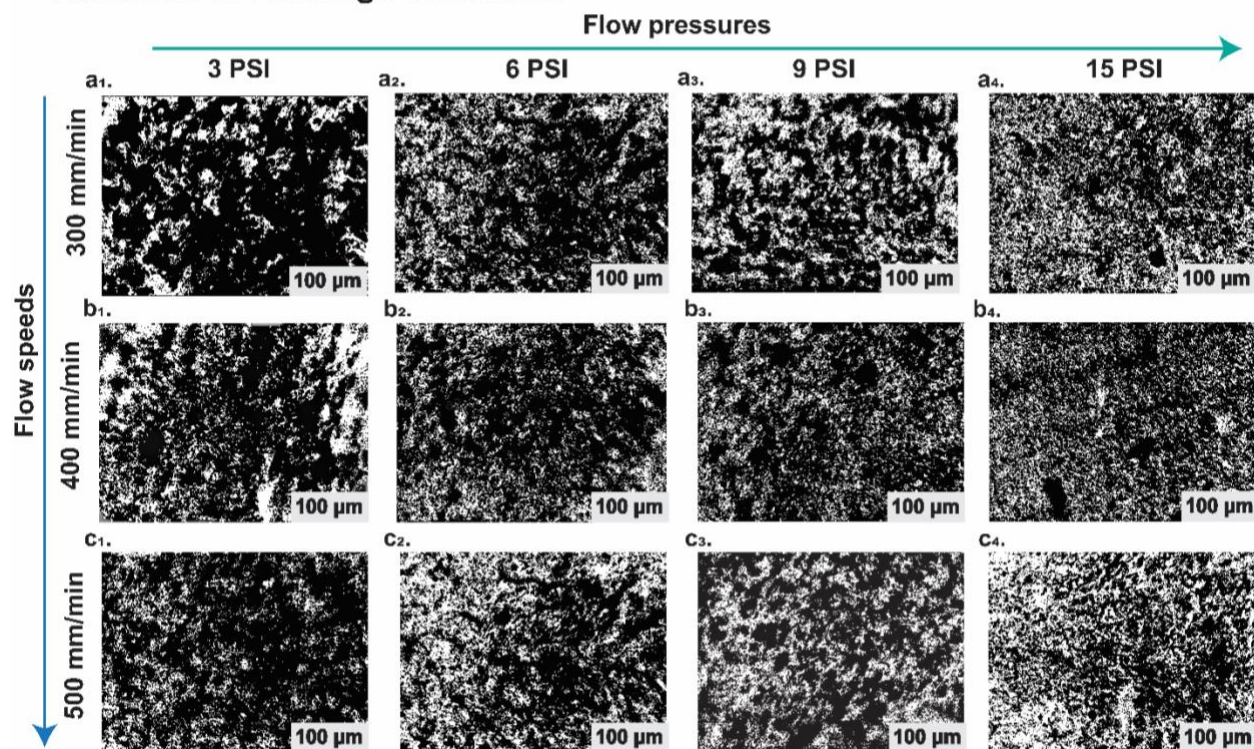 Flow pressures
3 PSI 6 PSI 9 PSI 15 PSI
a₁. a₂. a₃. a₄.
300 mm/min
100 µm 100 µm 100 µm 100 µm
Flow speeds
b₁. b₂. b₃. b₄.
400 mm/min
100 µm 100 µm 100 µm 100 µm
c₁. c₂. c₃. c₄.
500 mm/min
100 µm 100 µm 100 µm 100 µm